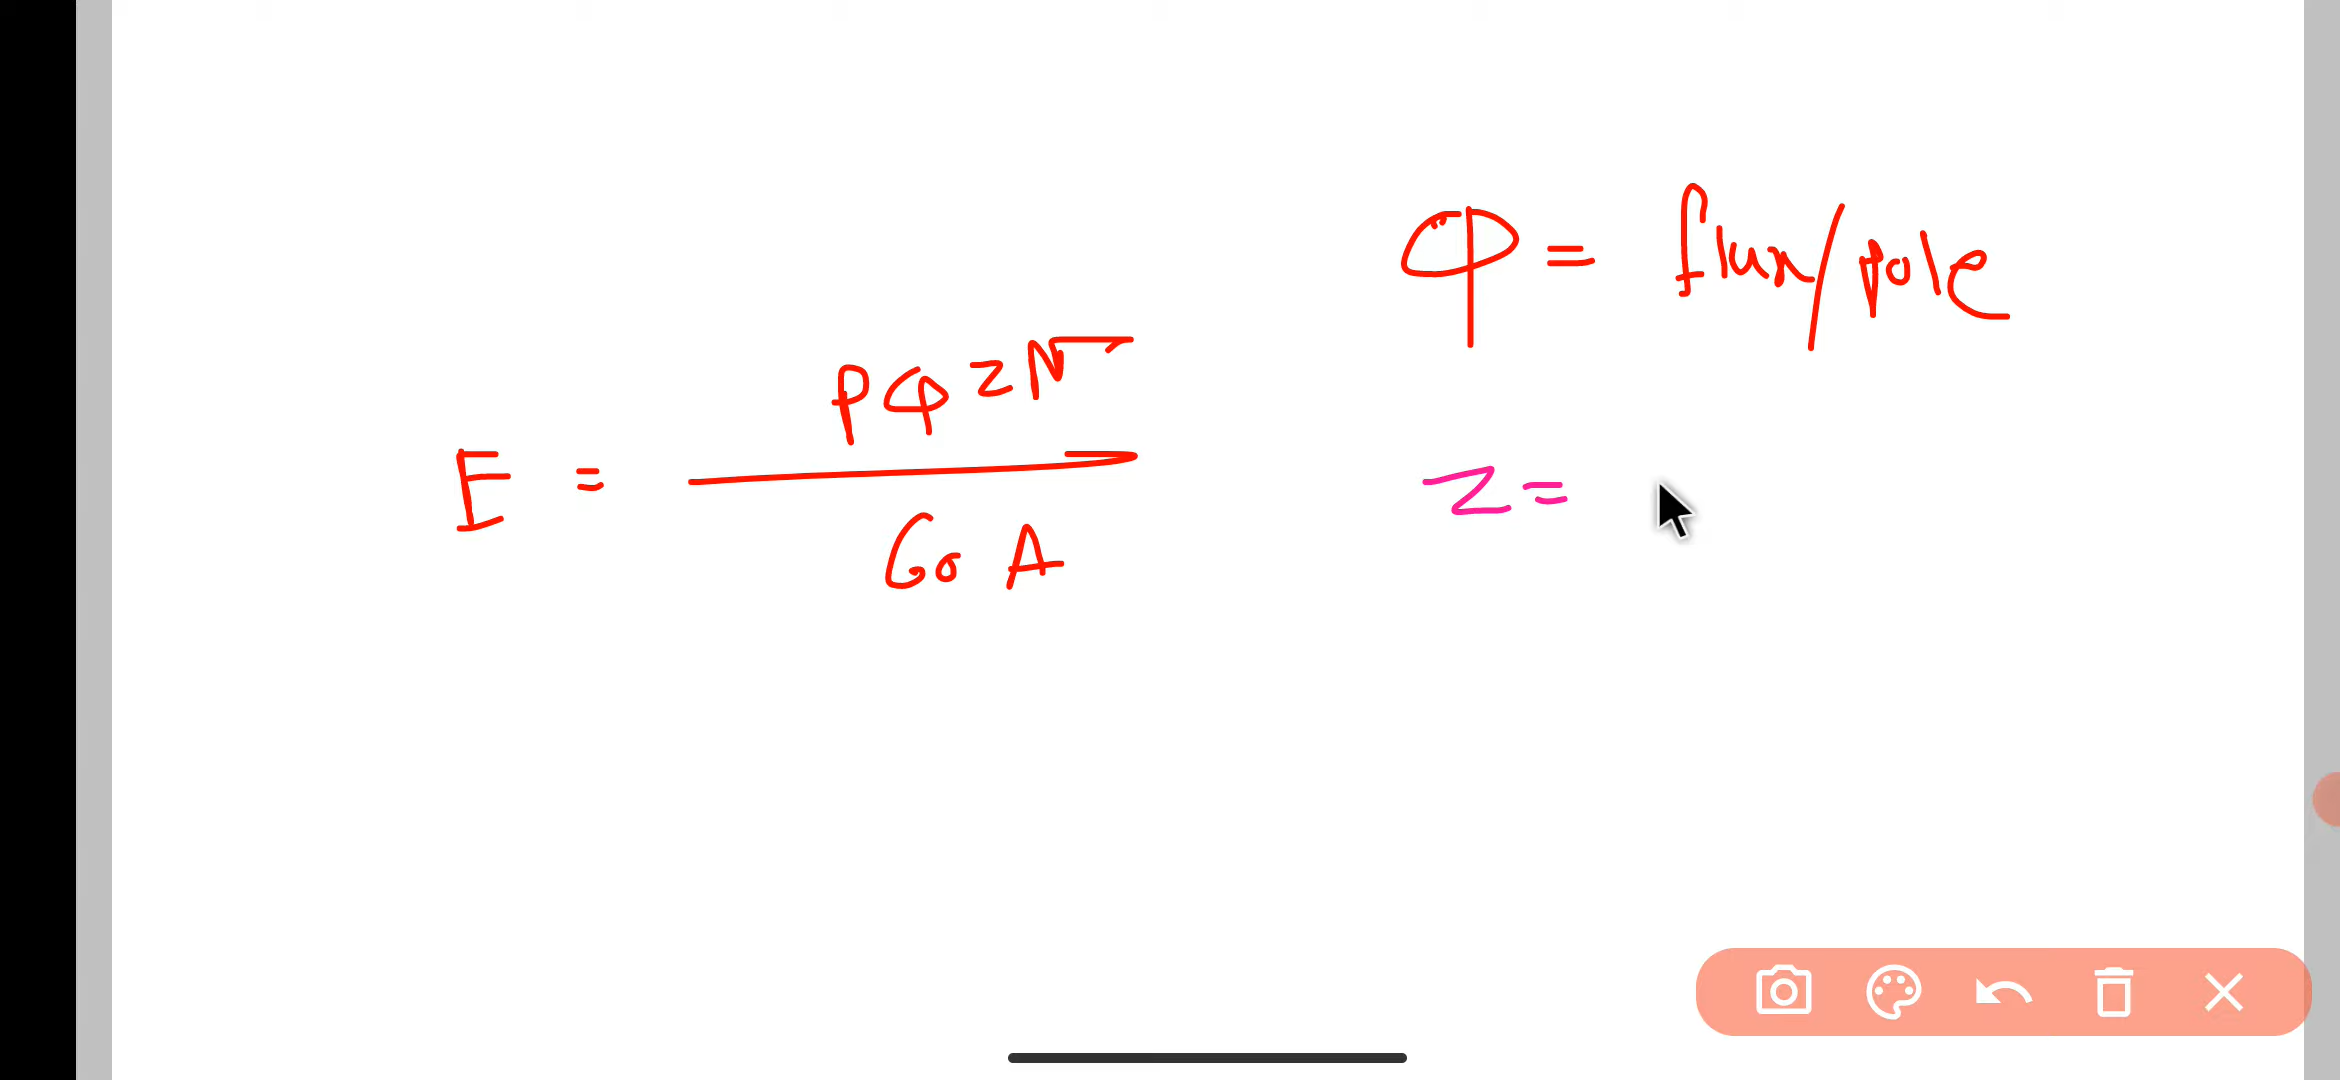 E = PφZN / 60 A
φ = flux/pole
Z =